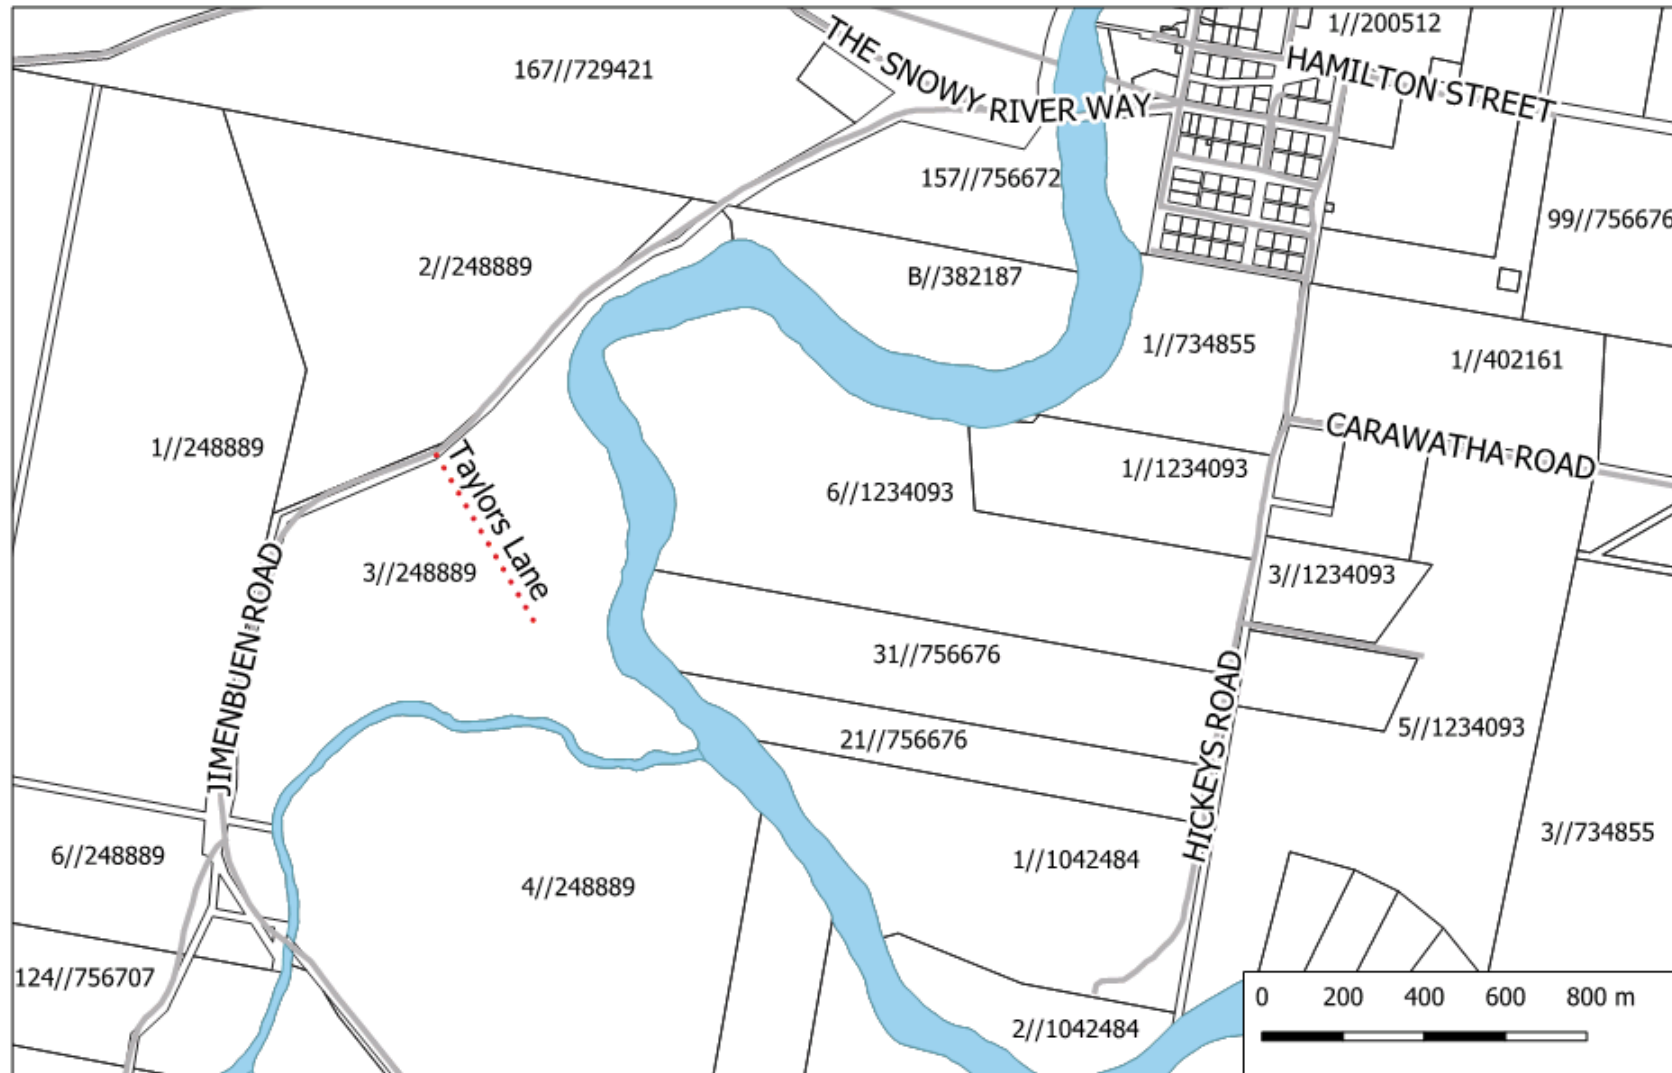 1//200512
THE SNOWY RIVER WAY
HAMILTON STREET
167//729421
157//756672
99//756676
2//248889
B//382187
1//734855
1//402161
CARAWATHA ROAD
1//248889
1//1234093
6//1234093
Taylors Lane
3//248889
3//1234093
JIMENBUEN ROAD
31//756676
HICKEYS ROAD
21//756676
5//1234093
3//734855
6//248889
1//1042484
4//248889
124//756707
0 200 400 600 800 m
2//1042484